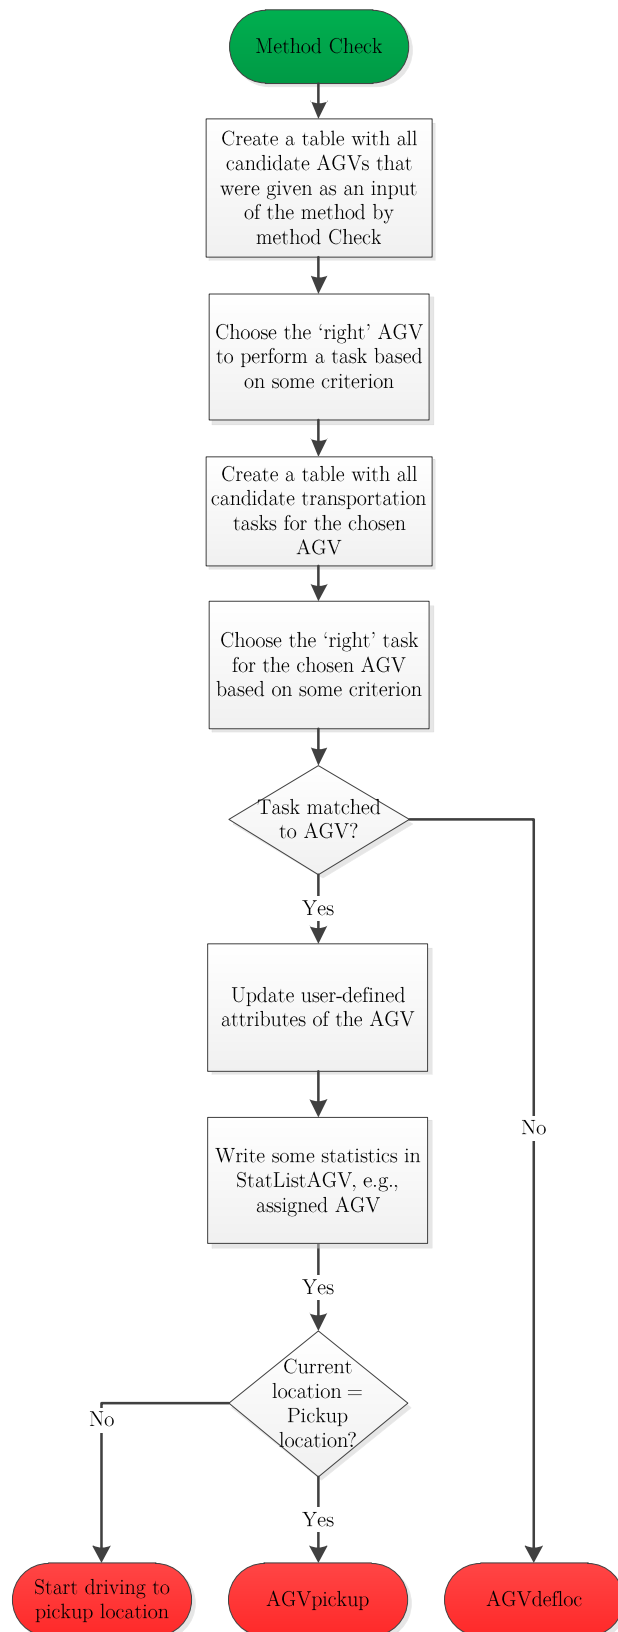 Method Check
Create a table with all
candidate AGVs that
were given as an input
of the method by
method Check
Choose the ‘right’ AGV
to perform a task based
on some criterion
Create a table with all
candidate transportation
tasks for the chosen
AGV
Choose the ‘right’ task
for the chosen AGV
based on some criterion
Task matched
to AGV?
Yes
Update user-defined
attributes of the AGV
No
Write some statistics in
StatListAGV, e.g.,
assigned AGV
Yes
Current
location =
Pickup
location?
No
Yes
Start driving to
pickup location
AGVpickup
AGVdefloc